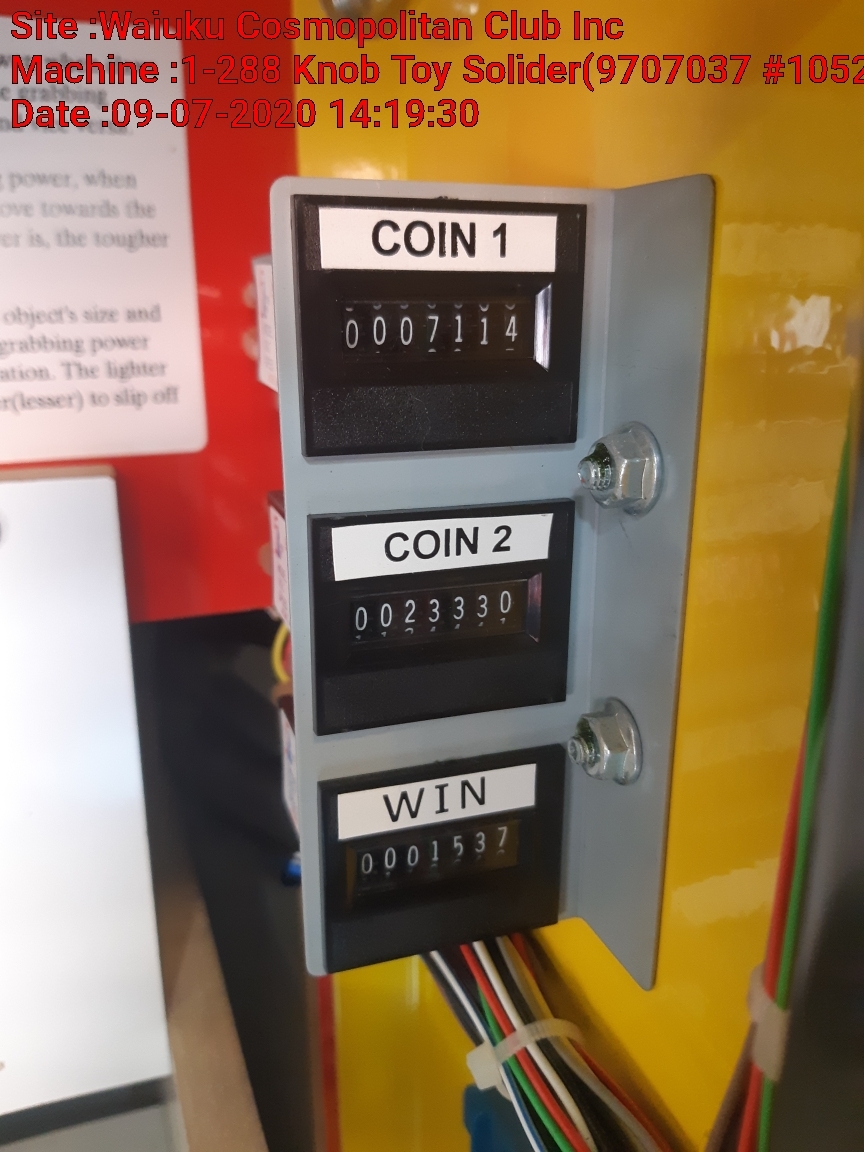 Site :Waiuku Cosmopolitan Club Inc
Machine :1-288 Knob Toy Solider(9707037 #1052
Date :09-07-2020 14:19:30
grabbing
power, when
ove towards the
er is, the tougher
object's size and
grabbing power
ation. The lighter
r(lesser) to slip off
COIN 1
0007114
COIN 2
0023330
WIN
0001537